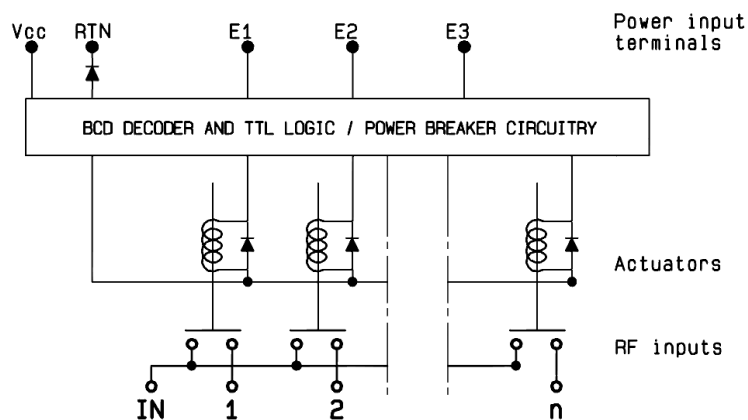 Vcc RTN E1 E2 E3 Power input
terminals
BCD DECODER AND TTL LOGIC / POWER BREAKER CIRCUITRY
Actuators
RF inputs
IN 1 2 n